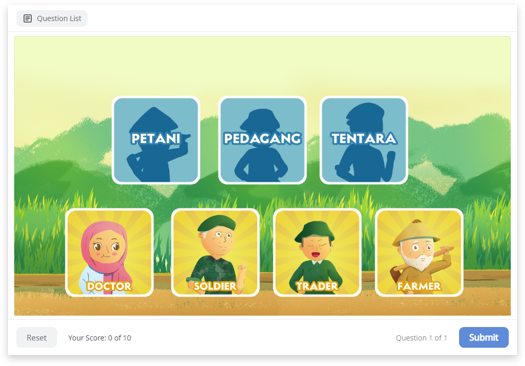 Question List
PETANI
PEDAGANG
TENTARA
DOCTOR
SOLDIER
TRADER
FARMER
Reset
Your Score: 0 of 10
Question 1 of 1
Submit